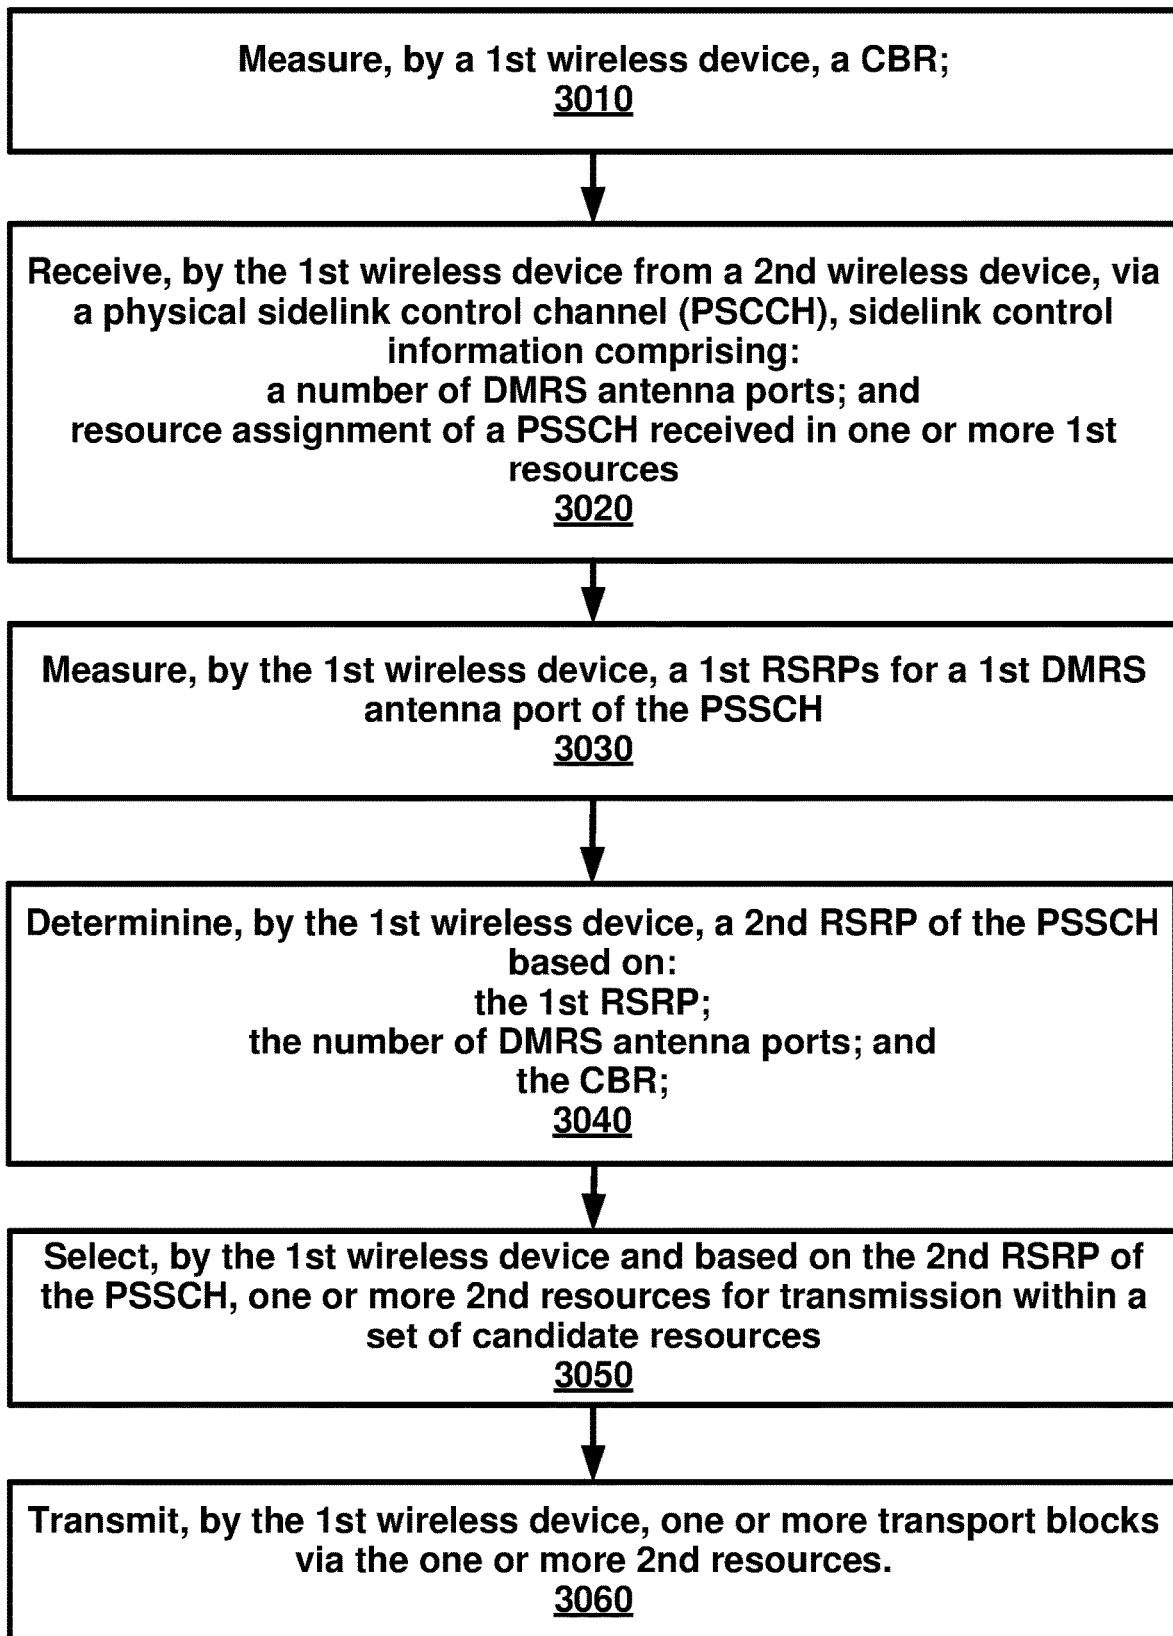 Measure, by a 1st wireless device, a CBR;
3010
Receive, by the 1st wireless device from a 2nd wireless device, via
a physical sidelink control channel (PSCCH), sidelink control
information comprising:
a number of DMRS antenna ports; and
resource assignment of a PSSCH received in one or more 1st
resources
3020
Measure, by the 1st wireless device, a 1st RSRPs for a 1st DMRS
antenna port of the PSSCH
3030
Determinine, by the 1st wireless device, a 2nd RSRP of the PSSCH
based on:
the 1st RSRP;
the number of DMRS antenna ports; and
the CBR;
3040
Select, by the 1st wireless device and based on the 2nd RSRP of
the PSSCH, one or more 2nd resources for transmission within a
set of candidate resources
3050
Transmit, by the 1st wireless device, one or more transport blocks
via the one or more 2nd resources.
3060